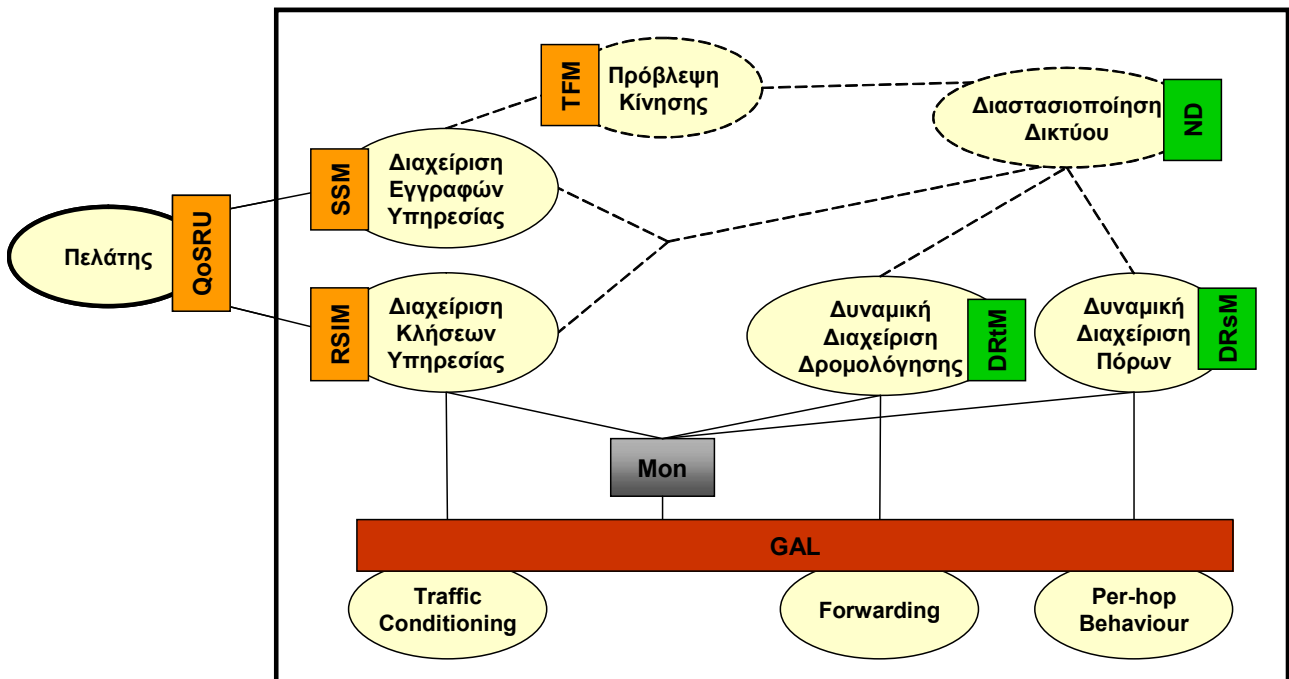 TFM
Πρόβλεψη
Κίνησης
Διαστασιοποίηση
Δικτύου
ND
SSM
Διαχείριση
Εγγραφών
Υπηρεσίας
Πελάτης
QoSRU
RSIM
Διαχείριση
Κλήσεων
Υπηρεσίας
Δυναμική
Διαχείριση
Δρομολόγησης
DRtM
Δυναμική
Διαχείριση
Πόρων
DRsM
Mon
GAL
Traffic
Conditioning
Forwarding
Per-hop
Behaviour